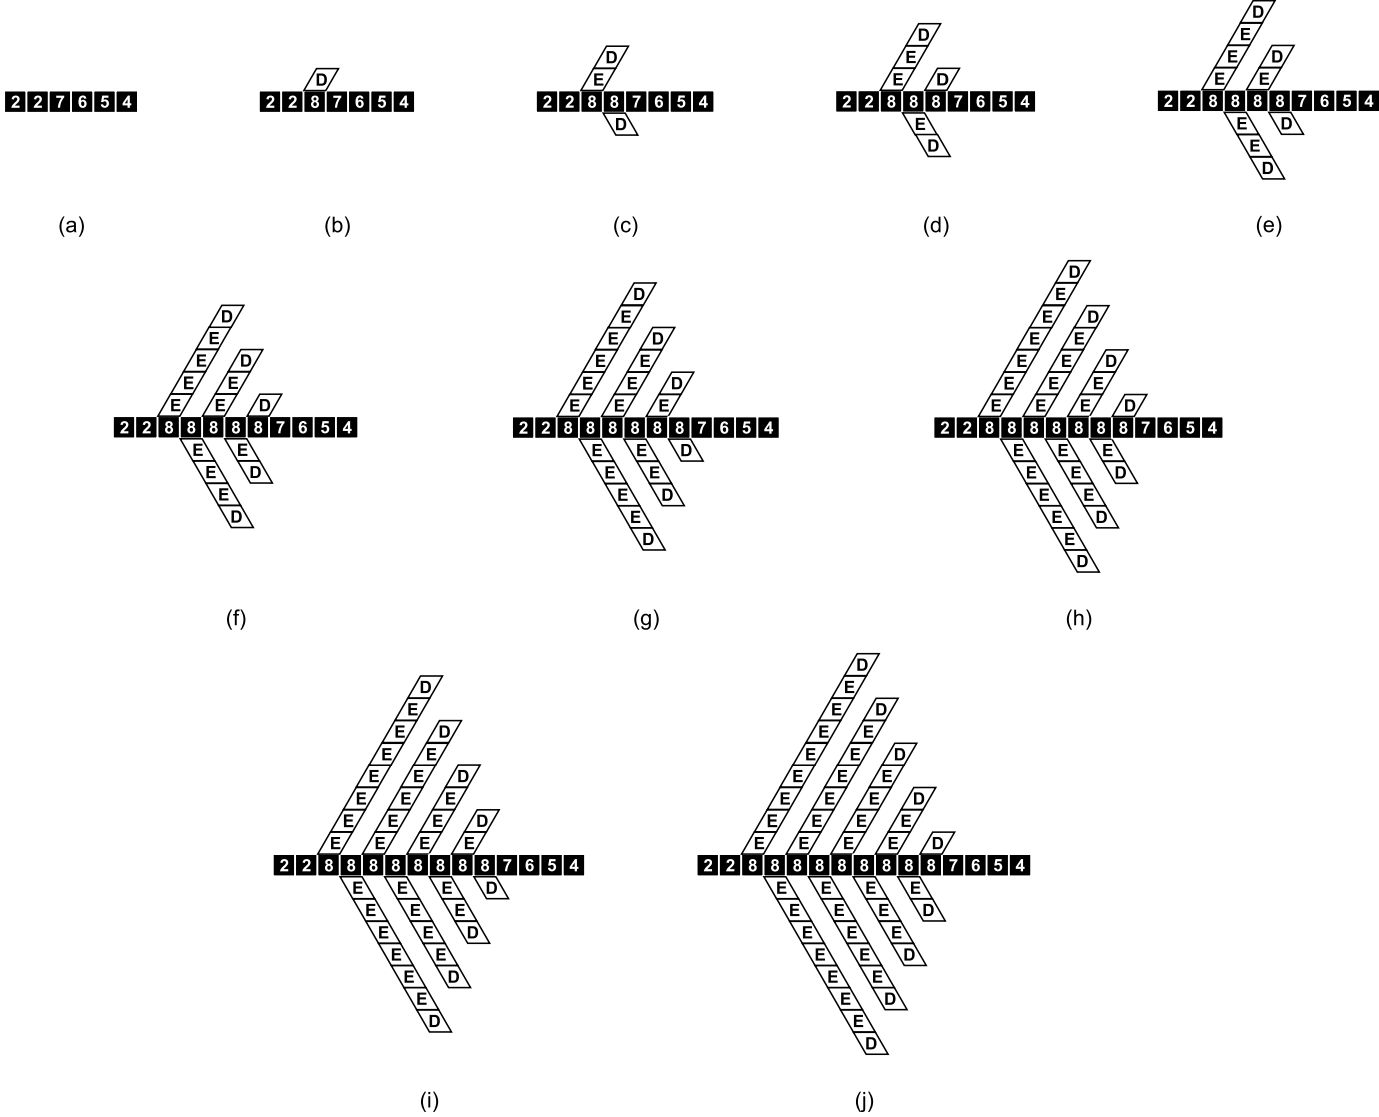 2 2 7 6 5 4
(a)
D
2 2 8 7 6 5 4
(b)
D
E
2 2 8 8 7 6 5 4
D
(c)
D
E
E D
2 2 8 8 8 7 6 5 4
E
D
(d)
D
E
E D
E E
2 2 8 8 8 8 7 6 5 4
E D
E
D
(e)
D
E
E D
E E
E E D
2 2 8 8 8 8 8 7 6 5 4
E E
E D
E
D
(f)
D
E
E D
E E
E E D
E E E
2 2 8 8 8 8 8 8 7 6 5 4
E E D
E E
E D
E
D
(g)
D
E
E D
E E
E E D
E E E
E E E D
2 2 8 8 8 8 8 8 8 7 6 5 4
E E E
E E D
E E
E D
E
D
(h)
D
E
E D
E E
E E D
E E E
E E E D
E E E E
2 2 8 8 8 8 8 8 8 8 7 6 5 4
E E E D
E E E
E E D
E E
E D
E
D
(i)
D
E
E D
E E
E E D
E E E
E E E D
E E E E
E E E E D
2 2 8 8 8 8 8 8 8 8 8 7 6 5 4
E E E E
E E E D
E E E
E E D
E E
E D
E
D
(j)